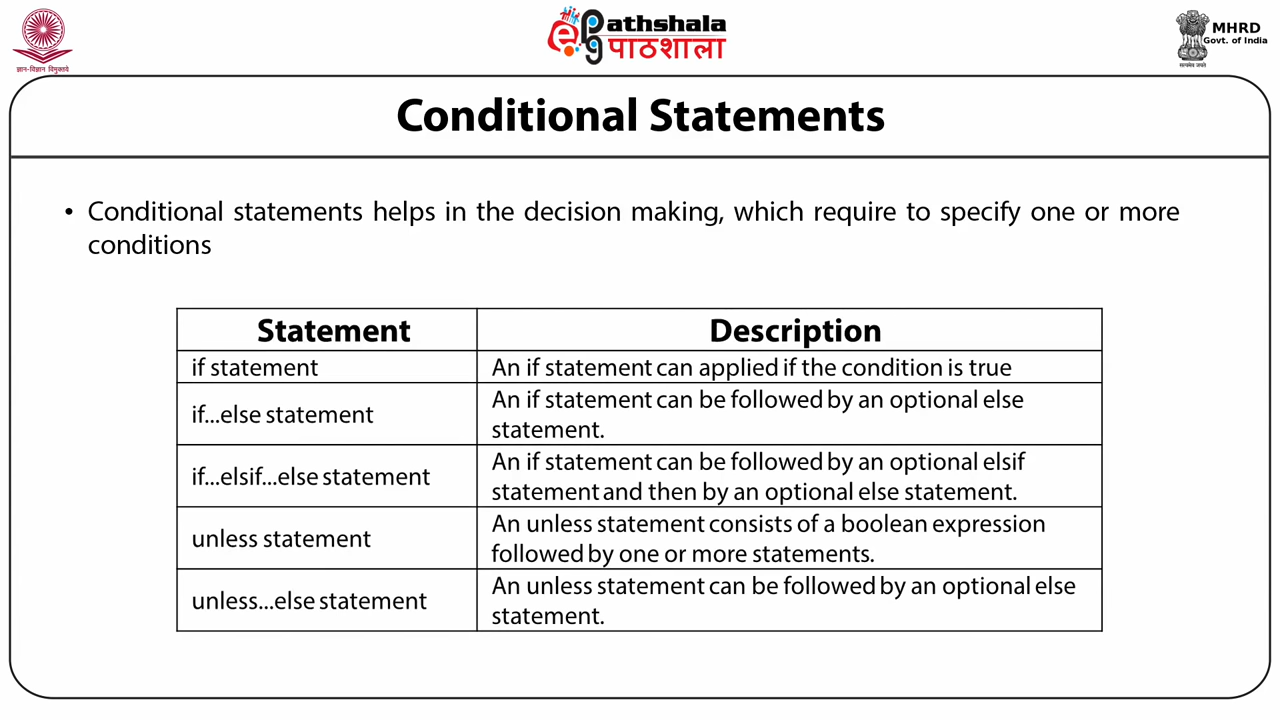 ePG Pathshala
पाठशाला
MHRD
Govt. of India
ज्ञान-विज्ञान विमुक्तये
सत्यमेव जयते
Conditional Statements
• Conditional statements helps in the decision making, which require to specify one or more
conditions
Statement Description
if statement An if statement can applied if the condition is true
if...else statement An if statement can be followed by an optional else
statement.
if...elsif...else statement An if statement can be followed by an optional elsif
statement and then by an optional else statement.
unless statement An unless statement consists of a boolean expression
followed by one or more statements.
unless...else statement An unless statement can be followed by an optional else
statement.